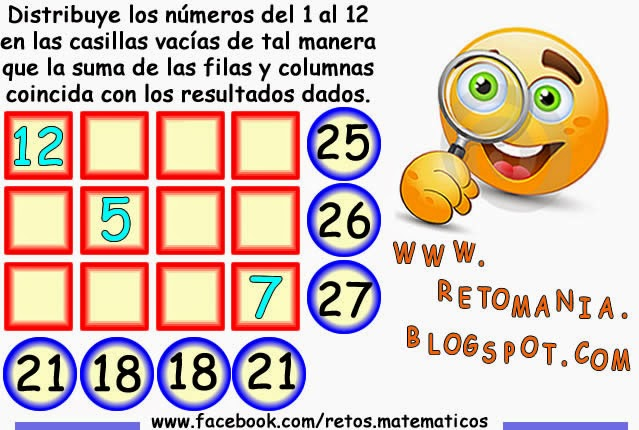 Distribuye los números del 1 al 12
en las casillas vacías de tal manera
que la suma de las filas y columnas
coincida con los resultados dados.
12 25
5 26
7 27
21 18 18 21
WWW.
RETOMANIA.
BLOGSPOT.COM
www.facebook.com/retos.matematicos